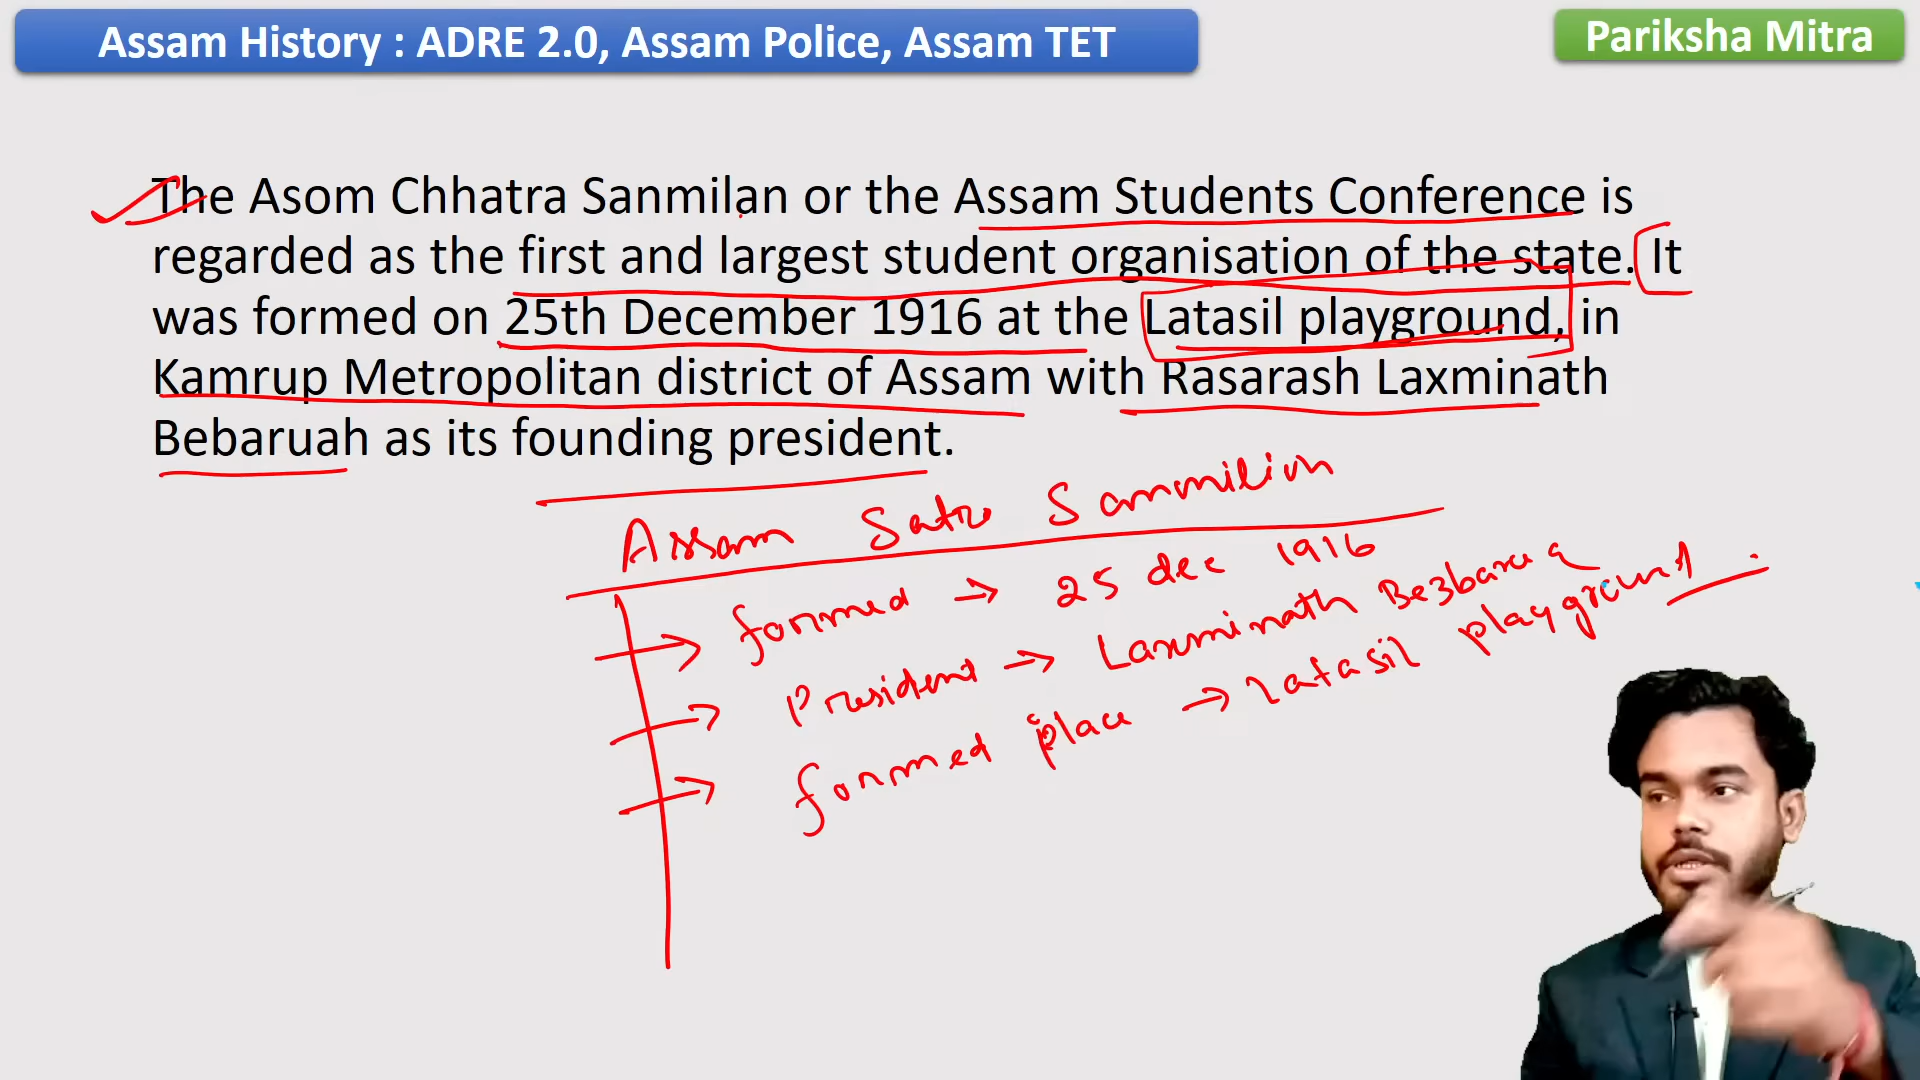 Assam History : ADRE 2.0, Assam Police, Assam TET
Pariksha Mitra
The Asom Chhatra Sanmilan or the Assam Students Conference is
regarded as the first and largest student organisation of the state. It
was formed on 25th December 1916 at the Latasil playground, in
Kamrup Metropolitan district of Assam with Rasarash Laxminath
Bebaruah as its founding president.
Assam Satro Sammilion
formed → 25 dec 1916
President → Laxminath Bezbarua
formed place → Latasil playground.